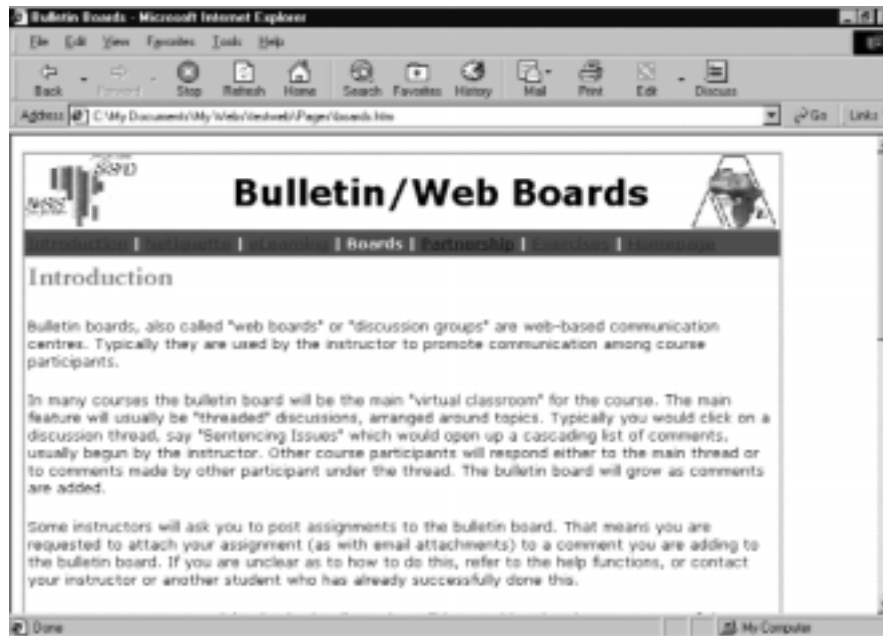 Bulletin Boards - Microsoft Internet Explorer
File Edit View Favorites Tools Help
Back Forward Stop Refresh Home Search Favorites History Mail Print Edit Discuss
Address C:\My Documents\My Webs\testweb\Pages\boards.htm Go Links
Bulletin/Web Boards
Introduction | Netiquette | eLearning | Boards | Partnership | Exercises | Homepage
Introduction
Bulletin boards, also called "web boards" or "discussion groups" are web-based communication
centres. Typically they are used by the instructor to promote communication among course
participants.
In many courses the bulletin board will be the main "virtual classroom" for the course. The main
feature will usually be "threaded" discussions, arranged around topics. Typically you would click on a
discussion thread, say "Sentencing Issues" which would open up a cascading list of comments,
usually begun by the instructor. Other course participants will respond either to the main thread or
to comments made by other participant under the thread. The bulletin board will grow as comments
are added.
Some instructors will ask you to post assignments to the bulletin board. That means you are
requested to attach your assignment (as with email attachments) to a comment you are adding to
the bulletin board. If you are unclear as to how to do this, refer to the help functions, or contact
your instructor or another student who has already successfully done this.
Done My Computer